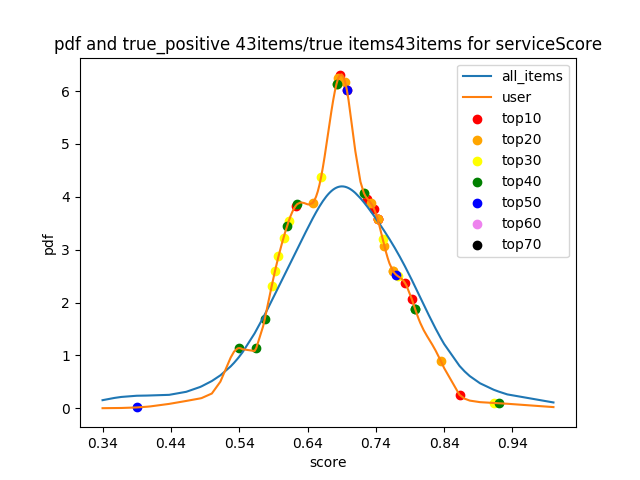 pdf and true_positive 43items/true items43items for serviceScore
all_items
user
top10
top20
top30
top40
top50
top60
top70
6
5
4
3
2
1
0
pdf
0.34 0.44 0.54 0.64 0.74 0.84 0.94
score